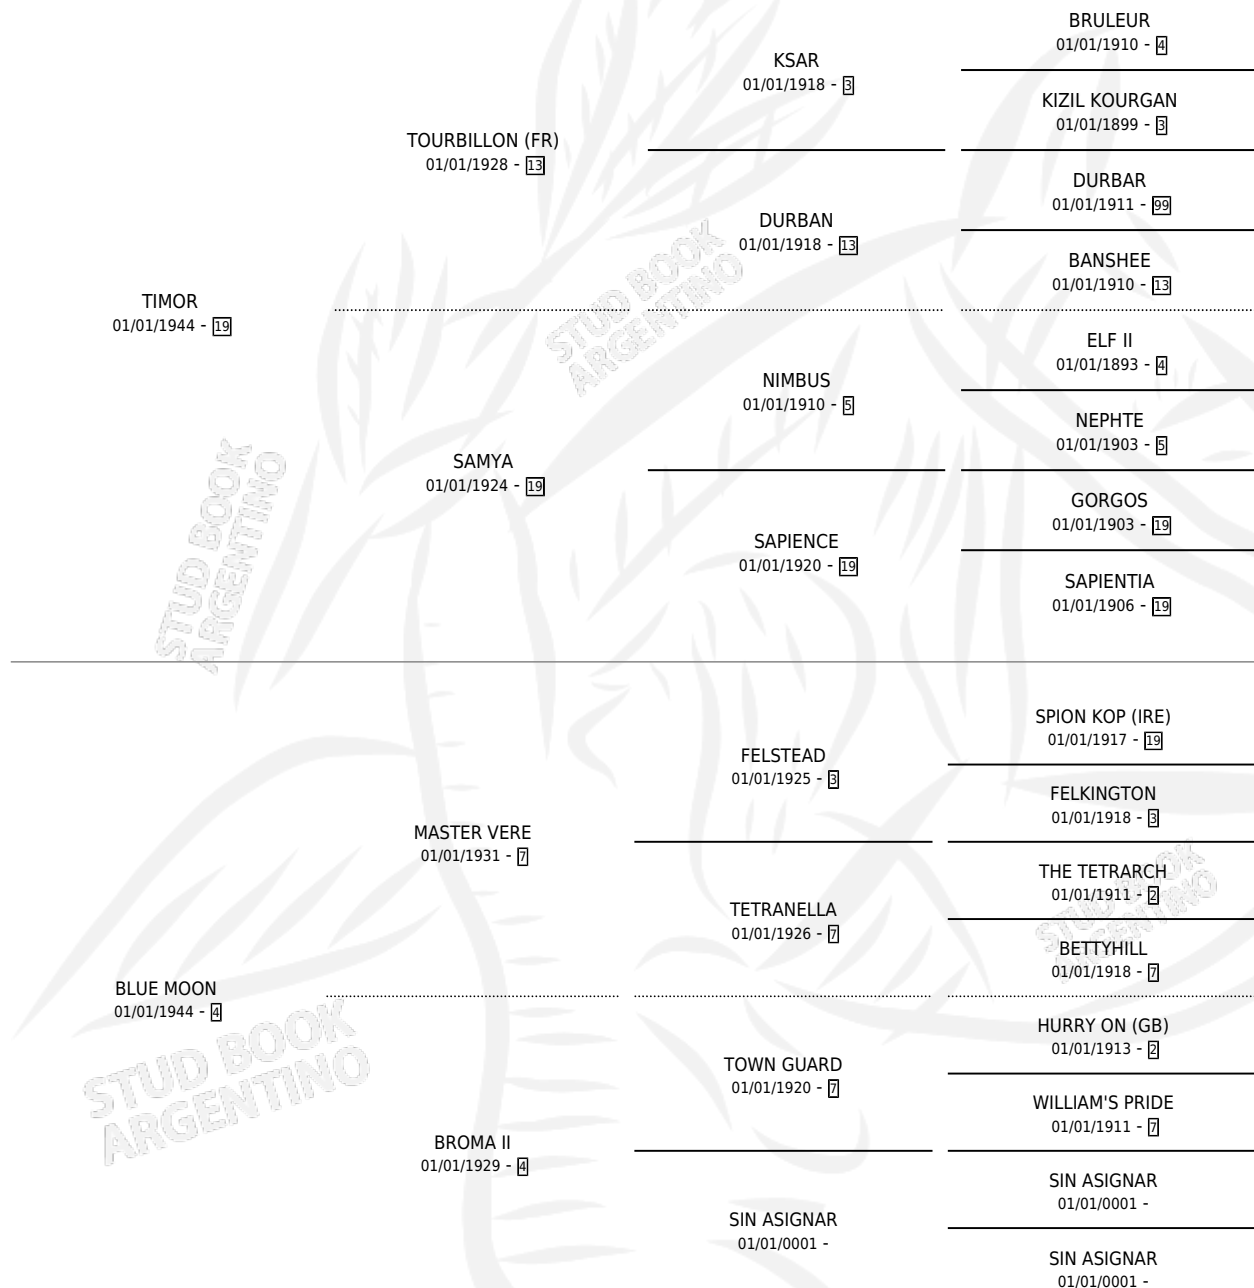 BRULEUR
01/01/1910 - 4
KSAR
01/01/1918 - 3
KIZIL KOURGAN
01/01/1899 - 3
TOURBILLON (FR)
01/01/1928 - 13
DURBAR
01/01/1911 - 99
DURBAN
01/01/1918 - 13
BANSHEE
01/01/1910 - 13
TIMOR
01/01/1944 - 19
ELF II
01/01/1893 - 4
NIMBUS
01/01/1910 - 5
NEPHTE
01/01/1903 - 5
SAMYA
01/01/1924 - 19
GORGOS
01/01/1903 - 19
SAPIENCE
01/01/1920 - 19
SAPIENTIA
01/01/1906 - 19
STUD BOOK
ARGENTINO
STUD BOOK
ARGENTINO
SPION KOP (IRE)
01/01/1917 - 19
FELSTEAD
01/01/1925 - 3
FELKINGTON
01/01/1918 - 3
MASTER VERE
01/01/1931 - 7
THE TETRARCH
01/01/1911 - 2
TETRANELLA
01/01/1926 - 7
BETTYHILL
01/01/1918 - 7
STUD BOOK
ARGENTINO
BLUE MOON
01/01/1944 - 4
HURRY ON (GB)
01/01/1913 - 2
TOWN GUARD
01/01/1920 - 7
WILLIAM'S PRIDE
01/01/1911 - 7
BROMA II
01/01/1929 - 4
SIN ASIGNAR
01/01/0001 -
SIN ASIGNAR
01/01/0001 -
SIN ASIGNAR
01/01/0001 -
STUD BOOK
ARGENTINO